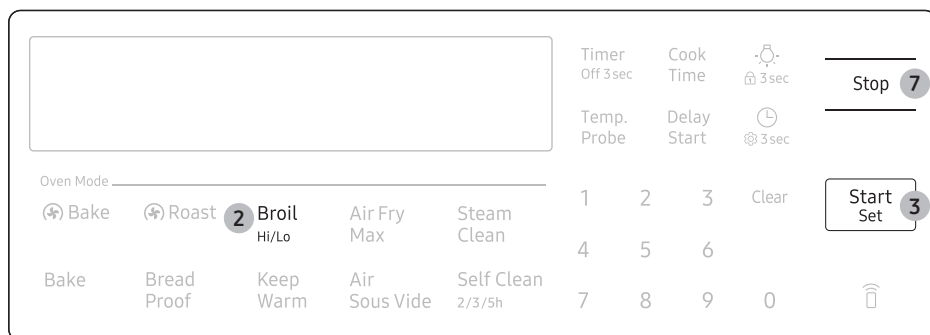 Timer Cook
Off 3 sec Time 3 sec
Stop 7
Temp. Delay
Probe Start 3 sec
Oven Mode
Bake Roast 2 Broil Air Fry Steam
Hi/Lo Max Clean
1 2 3 Clear Start 3
Set
4 5 6
Bake Bread Keep Air Self Clean
Proof Warm Sous Vide 2/3/5h
7 8 9 0